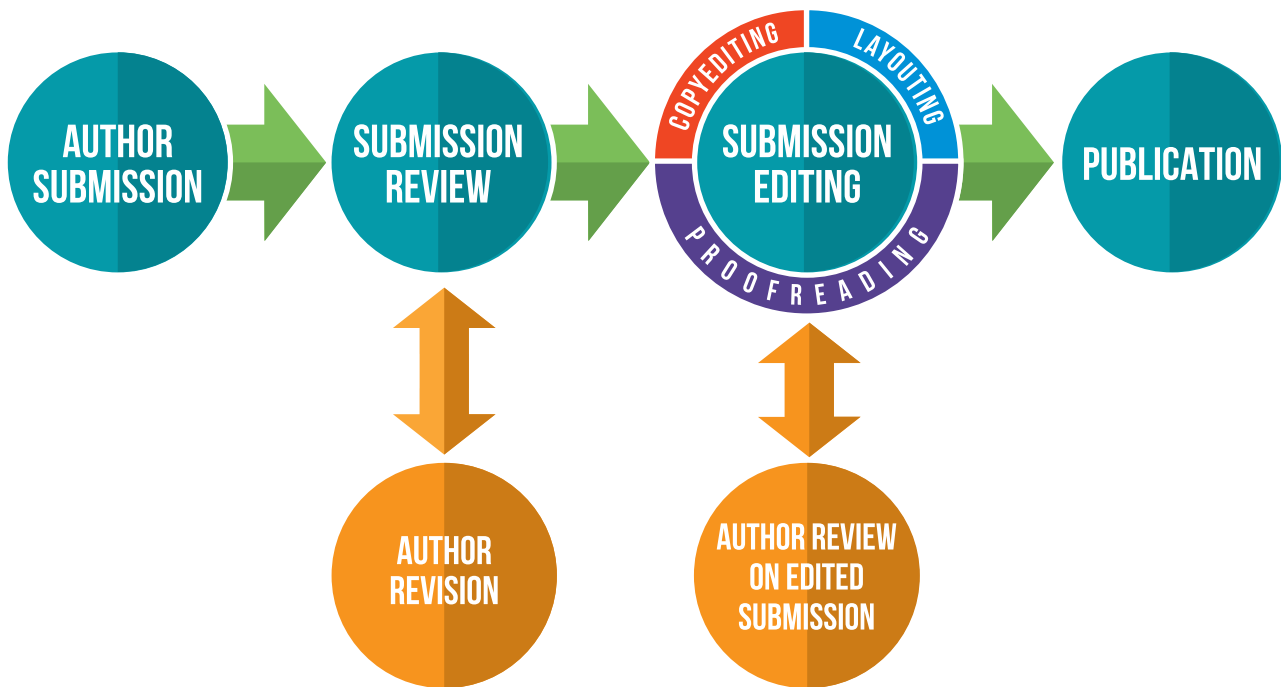 AUTHOR
SUBMISSION
SUBMISSION
REVIEW
COPYEDITING
LAYOUTING
SUBMISSION
EDITING
PROOFREADING
PUBLICATION
AUTHOR
REVISION
AUTHOR REVIEW
ON EDITED
SUBMISSION